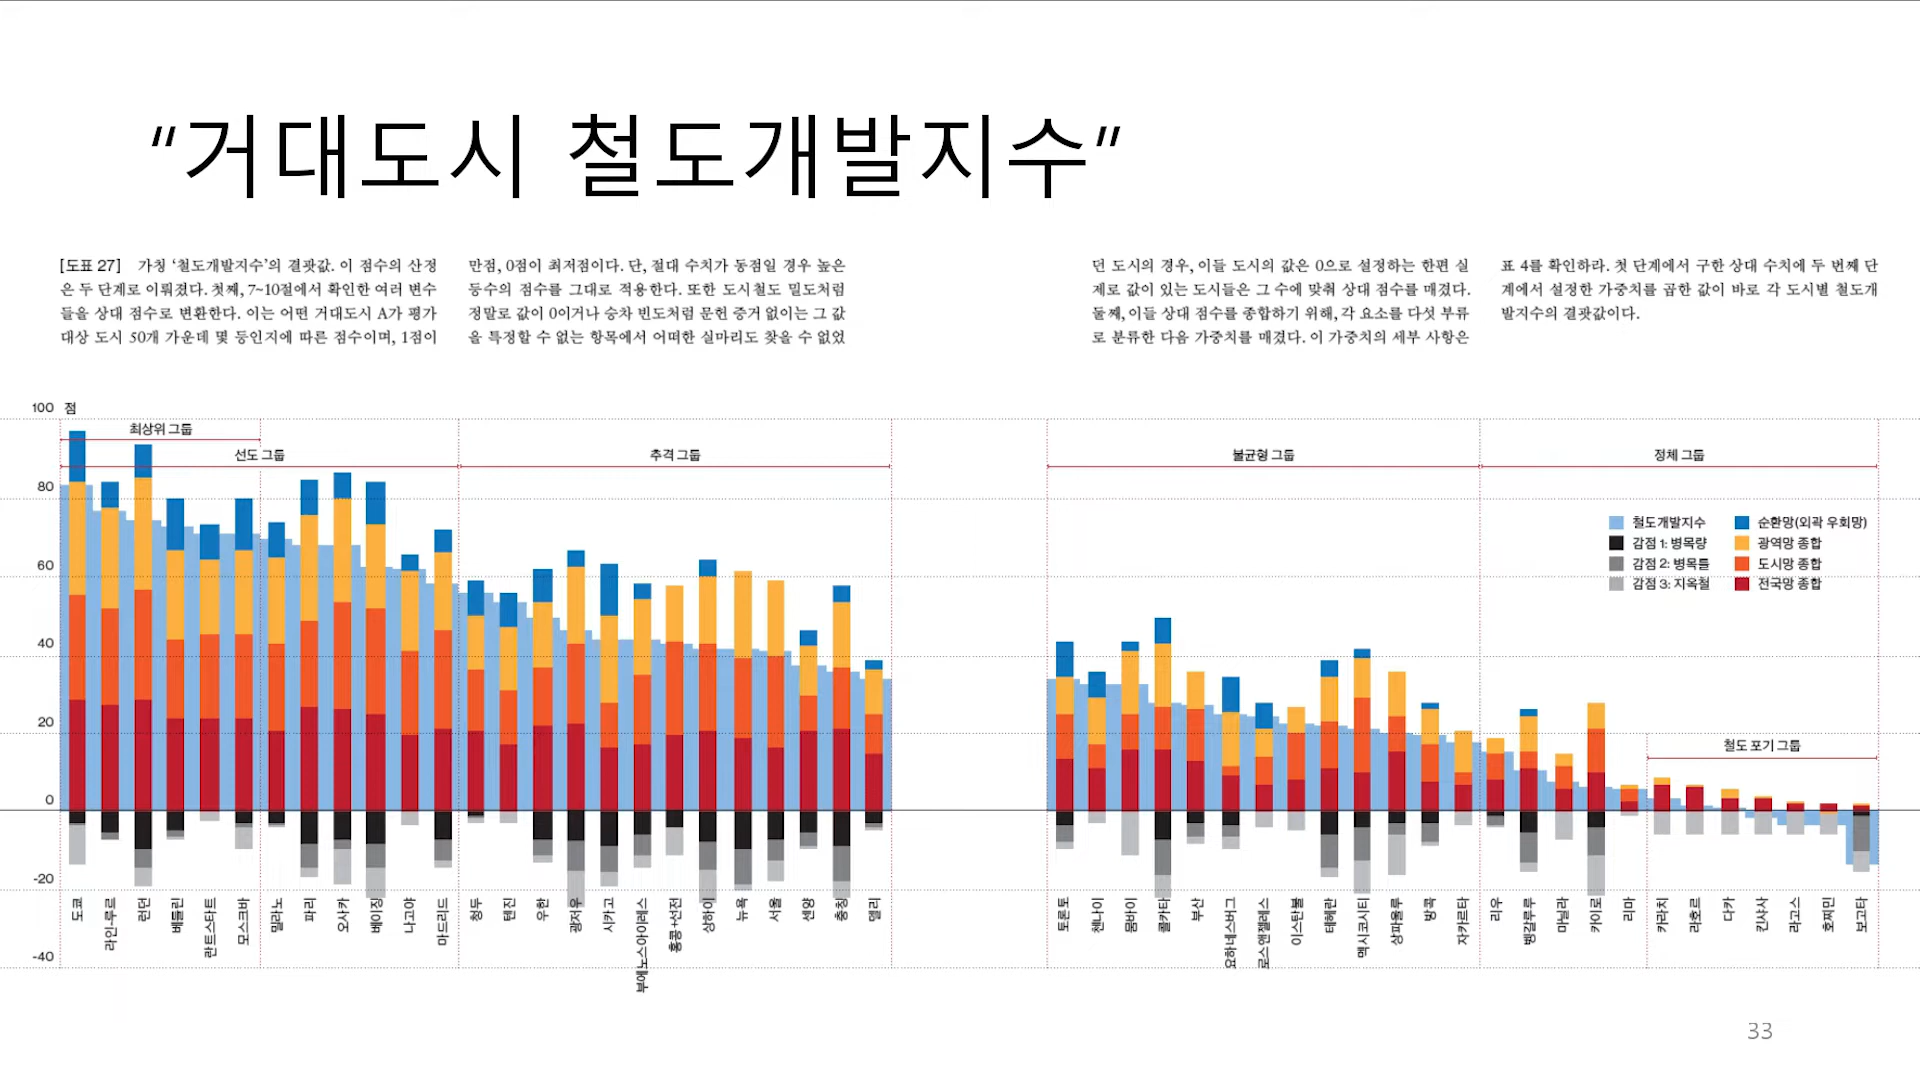 “거대도시 철도개발지수”
[도표 27] 가칭 ‘철도개발지수’의 결괏값. 이 점수의 산정
은 두 단계로 이뤄졌다. 첫째, 7~10절에서 확인한 여러 변수
들을 상대 점수로 변환한다. 이는 어떤 거대도시 A가 평가
대상 도시 50개 가운데 몇 등인지에 따른 점수이며, 1점이
만점, 0점이 최저점이다. 단, 절대 수치가 동점일 경우 높은
등수의 점수를 그대로 적용한다. 또한 도시철도 밀도처럼
정말로 값이 0이거나 승차 빈도처럼 문헌 증거 없이는 그 값
을 특정할 수 없는 항목에서 어떠한 실마리도 찾을 수 없었
던 도시의 경우, 이들 도시의 값은 0으로 설정하는 한편 실
제로 값이 있는 도시들은 그 수에 맞춰 상대 점수를 매겼다.
둘째, 이들 상대 점수를 종합하기 위해, 각 요소를 다섯 부류
로 분류한 다음 가중치를 매겼다. 이 가중치의 세부 사항은
표 4를 확인하라. 첫 단계에서 구한 상대 수치에 두 번째 단
계에서 설정한 가중치를 곱한 값이 바로 각 도시별 철도개
발지수의 결괏값이다.
100 점
80
60
40
20
0
-20
-40
최상위 그룹
선도 그룹
추격 그룹
불균형 그룹
정체 그룹
철도 포기 그룹
철도개발지수
감점 1: 병목량
감점 2: 병목률
감점 3: 지옥철
순환망(외곽 우회망)
광역망 종합
도시망 종합
전국망 종합
도쿄
라인-루르
런던
베를린
란트스타트
모스크바
밀라노
파리
오사카
베이징
나고야
마드리드
청두
톈진
우한
광저우
시카고
부에노스아이레스
홍콩+선전
상하이
뉴욕
서울
센양
충칭
델리
토론토
첸나이
뭄바이
콜카타
부산
요하네스버그
로스앤젤레스
이스탄불
테헤란
멕시코시티
상파울루
방콕
자카르타
리우
벵갈루루
마닐라
카이로
리마
카라치
라호르
다카
킨샤사
라고스
호찌민
보고타
33